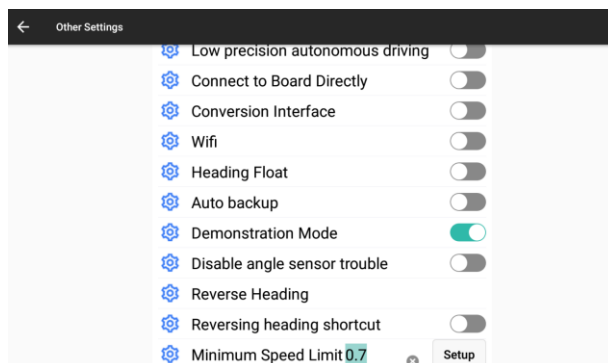 Other Settings
Low precision autonomous driving
Connect to Board Directly
Conversion Interface
Wifi
Heading Float
Auto backup
Demonstration Mode
Disable angle sensor trouble
Reverse Heading
Reversing heading shortcut
Minimum Speed Limit 0.7 Setup